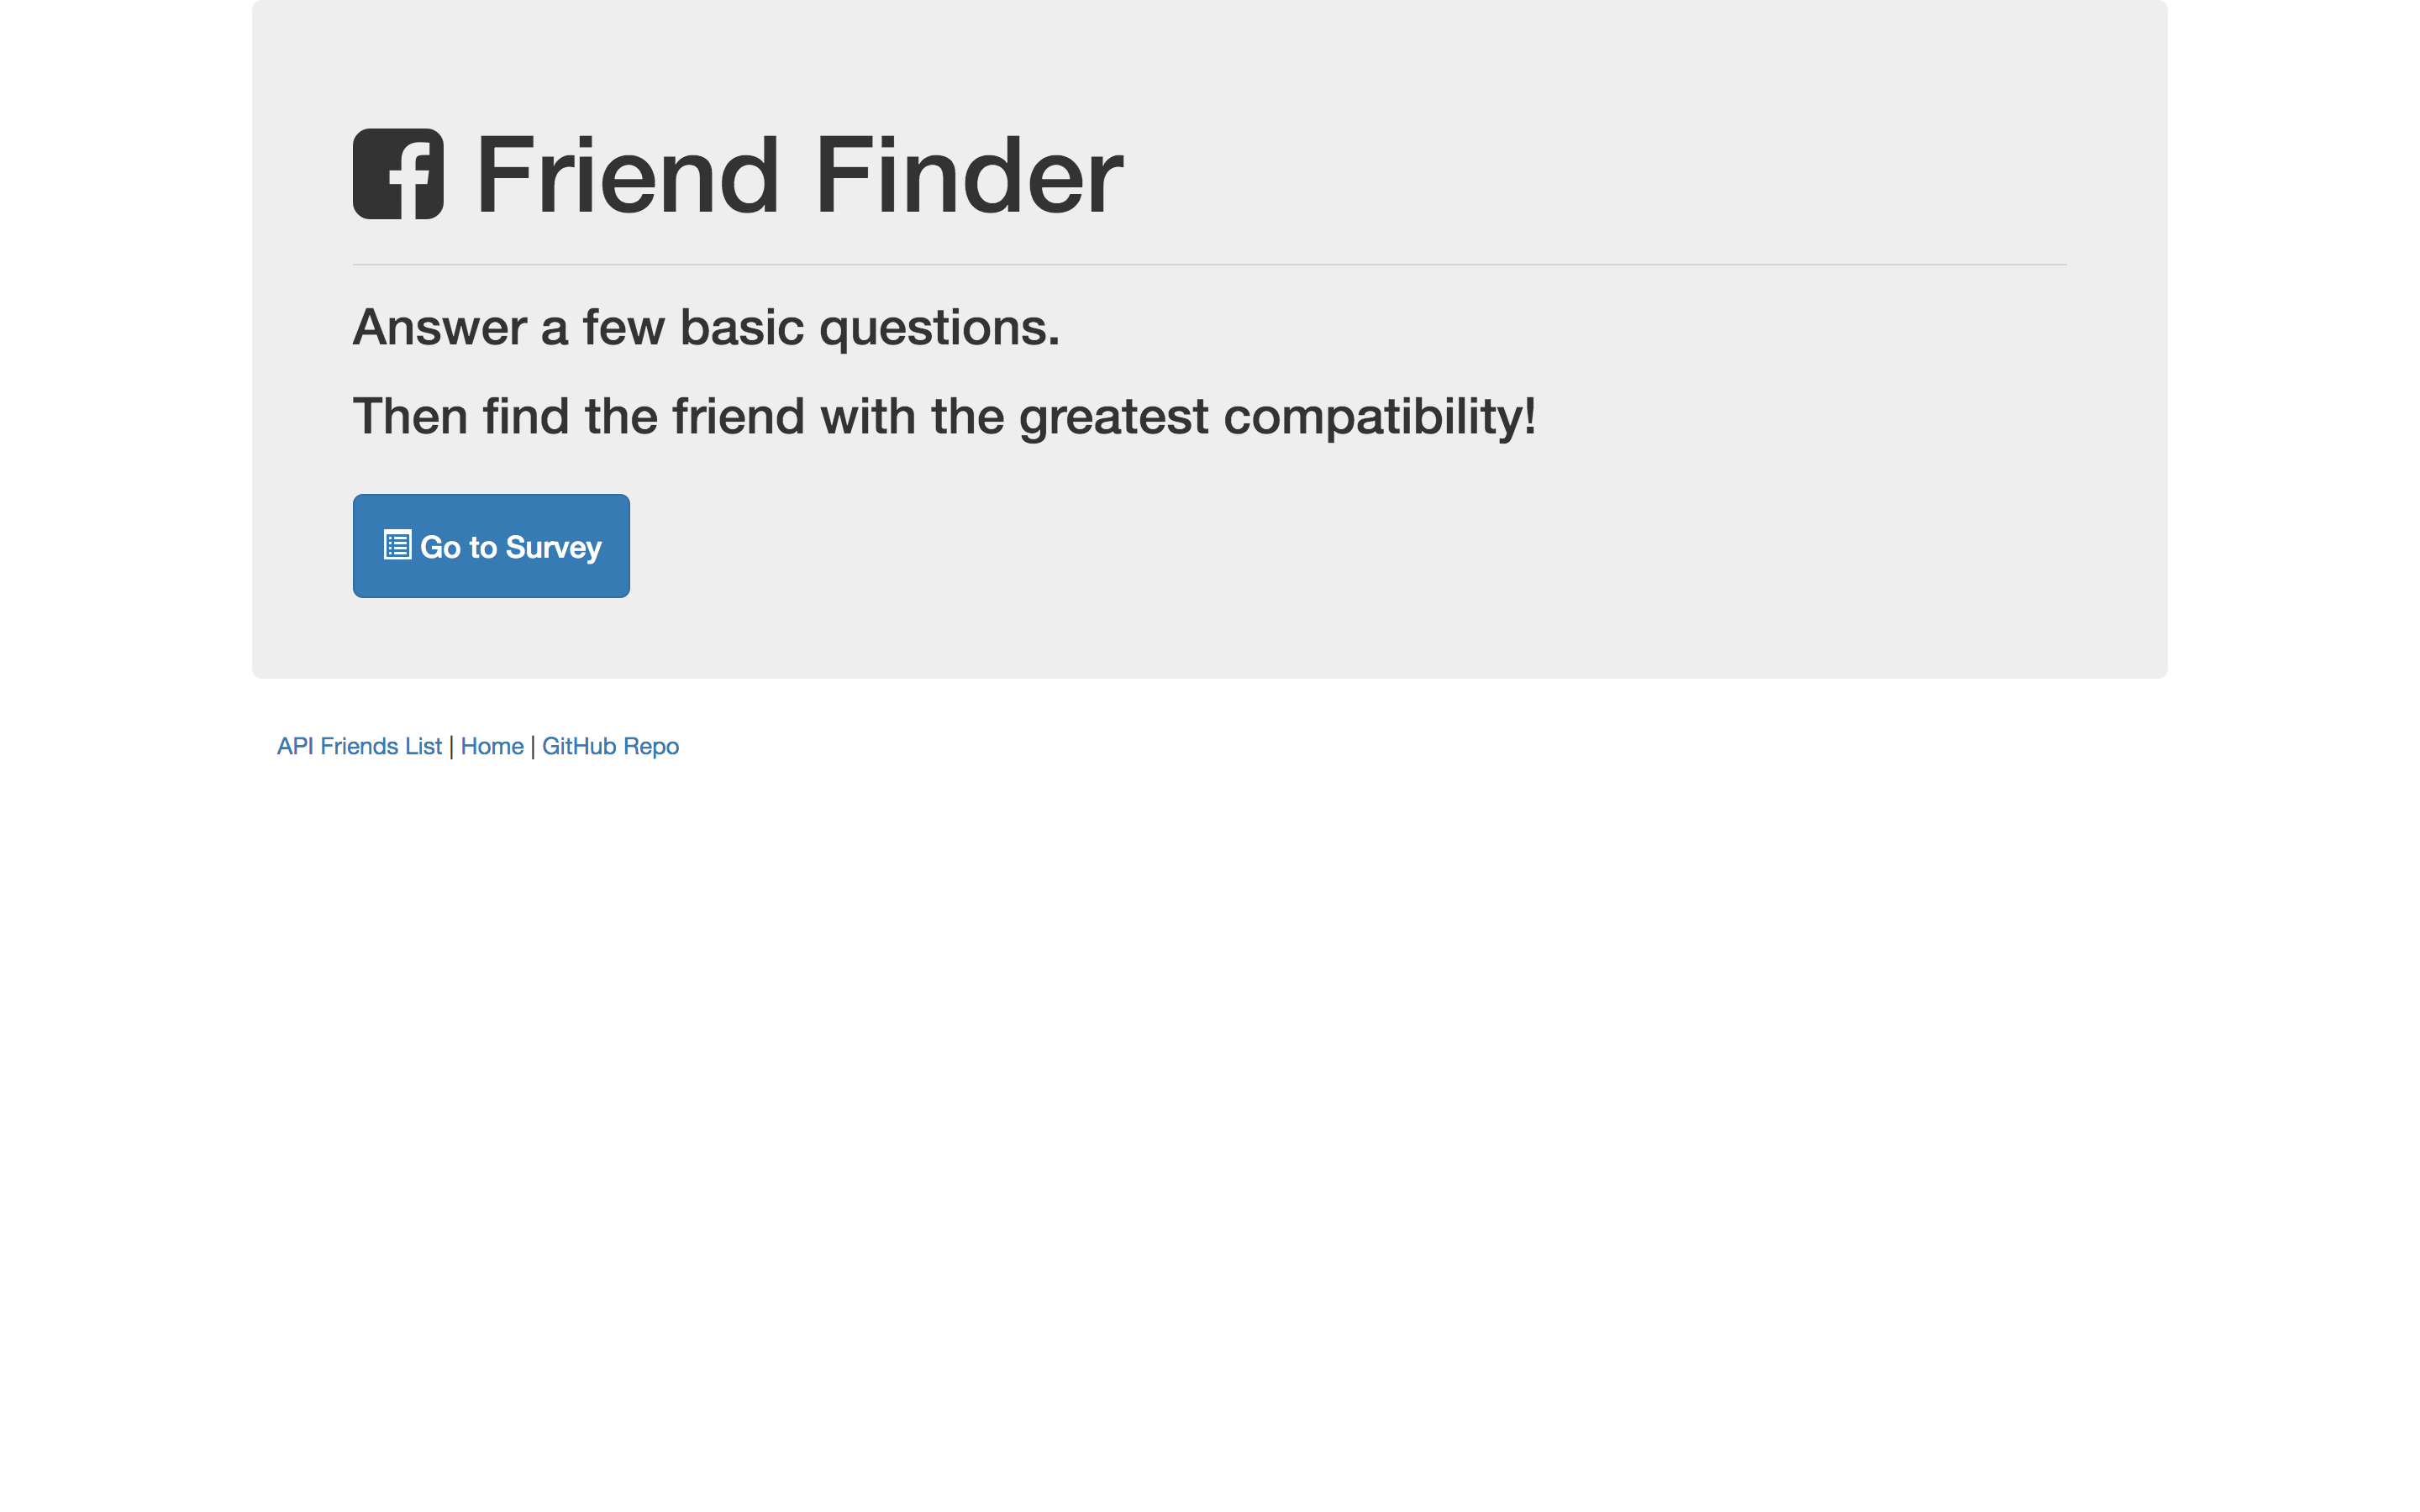 Friend Finder
Answer a few basic questions.
Then find the friend with the greatest compatibility!
Go to Survey
API Friends List | Home | GitHub Repo